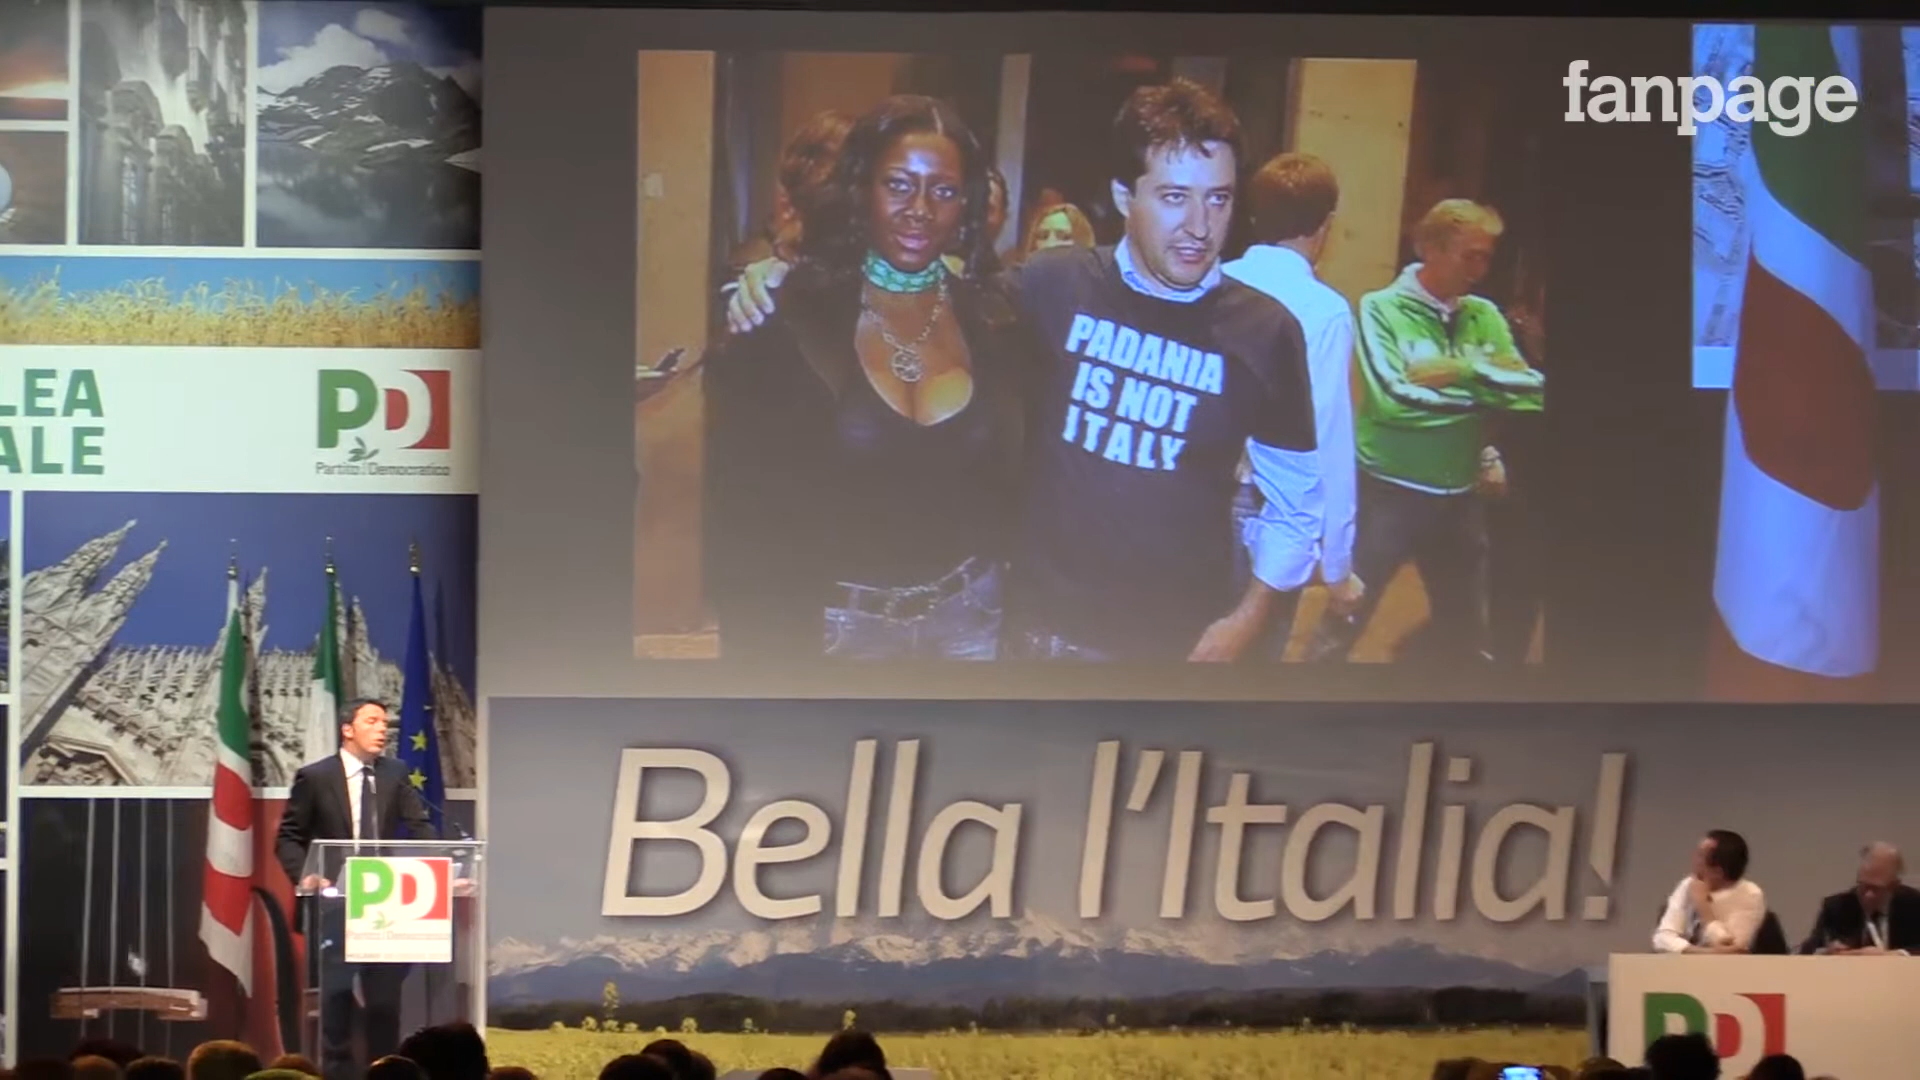 fanpage
PADANIA
IS NOT
ITALY
LEA
ALE
PD
Partito Democratico
Bella l'Italia!
PD
Partito Democratico
PD